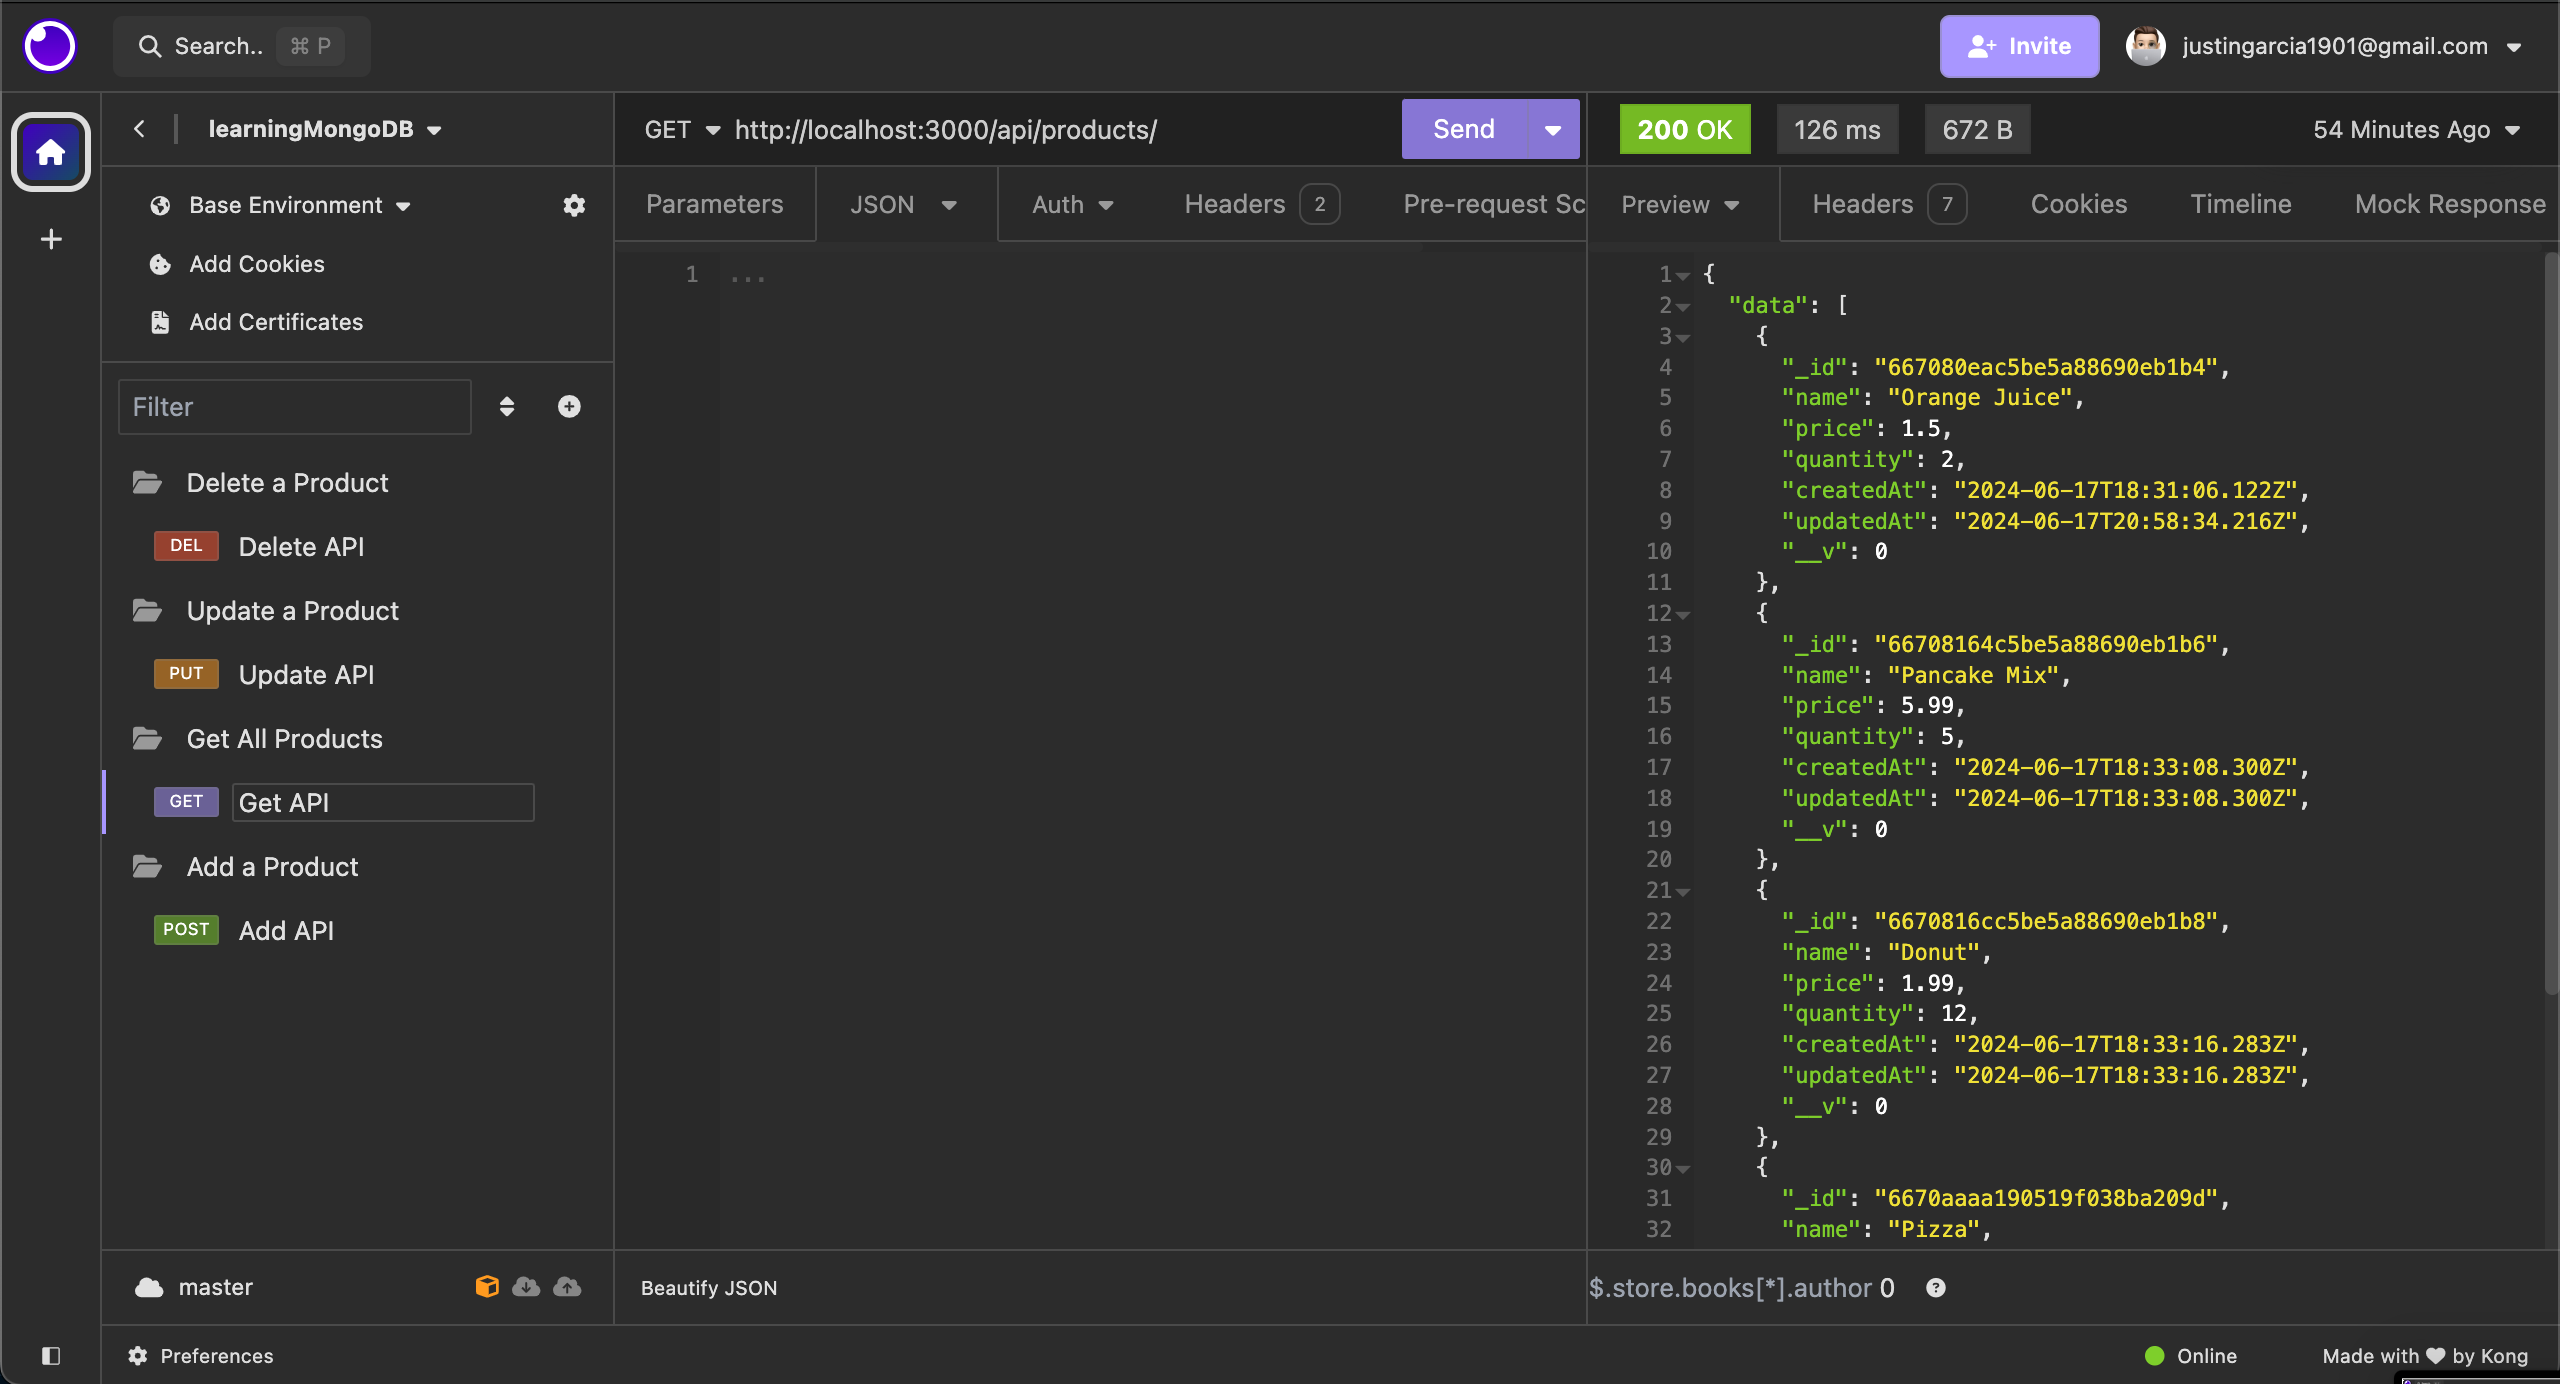 Search.. ⌘ P
Invite
justingarcia1901@gmail.com
learningMongoDB
Base Environment
Add Cookies
Add Certificates
Filter
Delete a Product
DEL Delete API
Update a Product
PUT Update API
Get All Products
GET Get API
Add a Product
POST Add API
master
GET http://localhost:3000/api/products/
Send
Parameters JSON Auth Headers 2 Pre-request Sc
1 ...
Beautify JSON
200 OK 126 ms 672 B 54 Minutes Ago
Preview Headers 7 Cookies Timeline Mock Response
1 {
2 "data": [
3 {
4 "_id": "667080eac5be5a88690eb1b4",
5 "name": "Orange Juice",
6 "price": 1.5,
7 "quantity": 2,
8 "createdAt": "2024-06-17T18:31:06.122Z",
9 "updatedAt": "2024-06-17T20:58:34.216Z",
10 "__v": 0
11 },
12 {
13 "_id": "66708164c5be5a88690eb1b6",
14 "name": "Pancake Mix",
15 "price": 5.99,
16 "quantity": 5,
17 "createdAt": "2024-06-17T18:33:08.300Z",
18 "updatedAt": "2024-06-17T18:33:08.300Z",
19 "__v": 0
20 },
21 {
22 "_id": "6670816cc5be5a88690eb1b8",
23 "name": "Donut",
24 "price": 1.99,
25 "quantity": 12,
26 "createdAt": "2024-06-17T18:33:16.283Z",
27 "updatedAt": "2024-06-17T18:33:16.283Z",
28 "__v": 0
29 },
30 {
31 "_id": "6670aaaa190519f038ba209d",
32 "name": "Pizza",
$.store.books[*].author 0 ?
Preferences
Online
Made with ♥ by Kong